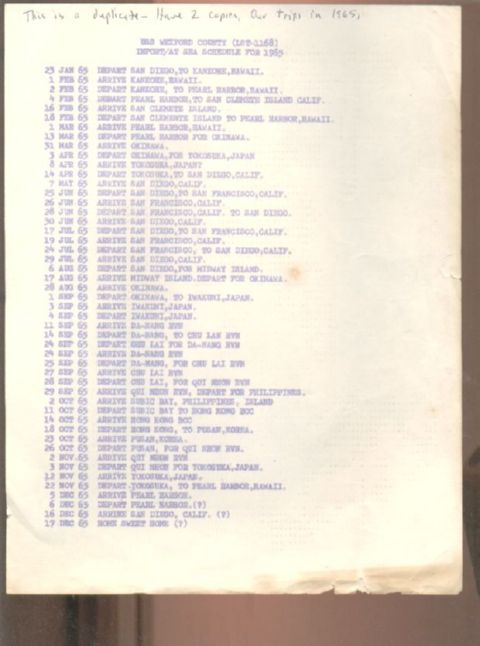 This is a duplicate - Have 2 copies, Our trips in 1965,
USS WEXFORD COUNTY (LST-1168)
INPORT/AT SEA SCHEDULE FOR 1965
23 JAN 65 DEPART SAN DIEGO,TO KANEOHE,HAWAII.
1 FEB 65 ARRIVE KANEOHE,HAWAII.
2 FEB 65 DEPART KANEOHE, TO PEARL HARBOR,HAWAII.
4 FEB 65 DEPART PEARL HARBOR,TO SAN CLEMETE ISLAND CALIF.
16 FEB 65 ARRIVE SAN CLEMETE ISLAND.
18 FEB 65 DEPART SAN CLEMENTE ISLAND TO PEARL HARBOR,HAWAII.
1 MAR 65 ARRIVE PEARL HARBOR,HAWAII.
13 MAR 65 DEPART PEARL HARBOR FOR OKINAWA.
31 MAR 65 ARRIVE OKINAWA.
3 APR 65 DEPART OKINAWA,FOR YOKOSUKA,JAPAN
8 APR 65 ARRIVE YOKOSUKA,JAPAN?
14 APR 65 DEPART YOKOSUKA,TO SAN DIEGO,CALIF.
7 MAY 65 ARRIVE SAN DIEGO,CALIF.
25 JUN 65 DEPART SAN DIEGO,TO SAN FRANCISCO,CALIF.
26 JUN 65 ARRIVE SAN FRANCISCO,CALIF.
28 JUN 65 DEPART SAN FRANCISCO,CALIF. TO SAN DIEGO.
30 JUN 65 ARRIVE SAN DIEGO,CALIF.
17 JUL 65 DEPART SAN DIEGO,TO SAN FRANCISCO,CALIF.
19 JUL 65 ARRIVE SAN FRANCISCO,CALIF.
24 JUL 65 DEPART SAN FRANCISCO, TO SAN DIEGO,CALIF.
29 JUL 65 ARRIVE SAN DIEGO,CALIF.
6 AUG 65 DEPART SAN DIEGO,FOR MIDWAY ISLAND.
17 AUG 65 ARRIVE MIDWAY ISLAND.DEPART FOR OKINAWA.
28 AUG 65 ARRIVE OKINAWA.
1 SEP 65 DEPART OKINAWA, TO IWAKUNI,JAPAN.
3 SEP 65 ARRIVE IWAKUNI,JAPAN.
4 SEP 65 DEPART IWAKUNI,JAPAN.
11 SEP 65 ARRIVE DA-NANG RVN
14 SEP 65 DEPART DA-NANG, TO CHU LAN RVN
24 SEP 65 DEPART CHU LAI FOR DA-NANG RVN
24 SEP 65 ARRIVE DA-NANG RVN
25 SEP 65 DEPART DA-NANG, FOR CHU LAI RVN
27 SEP 65 ARRIVE CHU LAI RVN
28 SEP 65 DEPART CHU LAI, FOR QUI NHON RVN
29 SEP 65 ARRIVE QUI NHON RVN, DEPART FOR PHILIPPINES.
2 OCT 65 ARRIVE SUBIC BAY, PHILIPPINES, ISLAND
11 OCT 65 DEPART SUBIC BAY TO HONG KONG BCC
14 OCT 65 ARRIVE HONG KONG BCC
18 OCT 65 DEPART HONG KONG, TO PUSAN,KOREA.
23 OCT 65 ARRIVE PUSAN,KOREA.
26 OCT 65 DEPART PUSAN, FOR QUI NHON RVN.
2 NOV 65 ARRIVE QUI NHON RVN
3 NOV 65 DEPART QUI NHON FOR YOKOSUKA,JAPAN.
12 NOV 65 ARRIVE YOKOSUKA,JAPAN.
22 NOV 65 DEPART YOKOSUKA, TO PEARL HARBOR,HAWAII.
5 DEC 65 ARRIVE PEARL HARBOR.
6 DEC 65 DEPART PEARL HARBOR.(?)
16 DEC 65 ARRIVE SAN DIEGO, CALIF. (?)
17 DEC 65 HOME SWEET HOME (?)